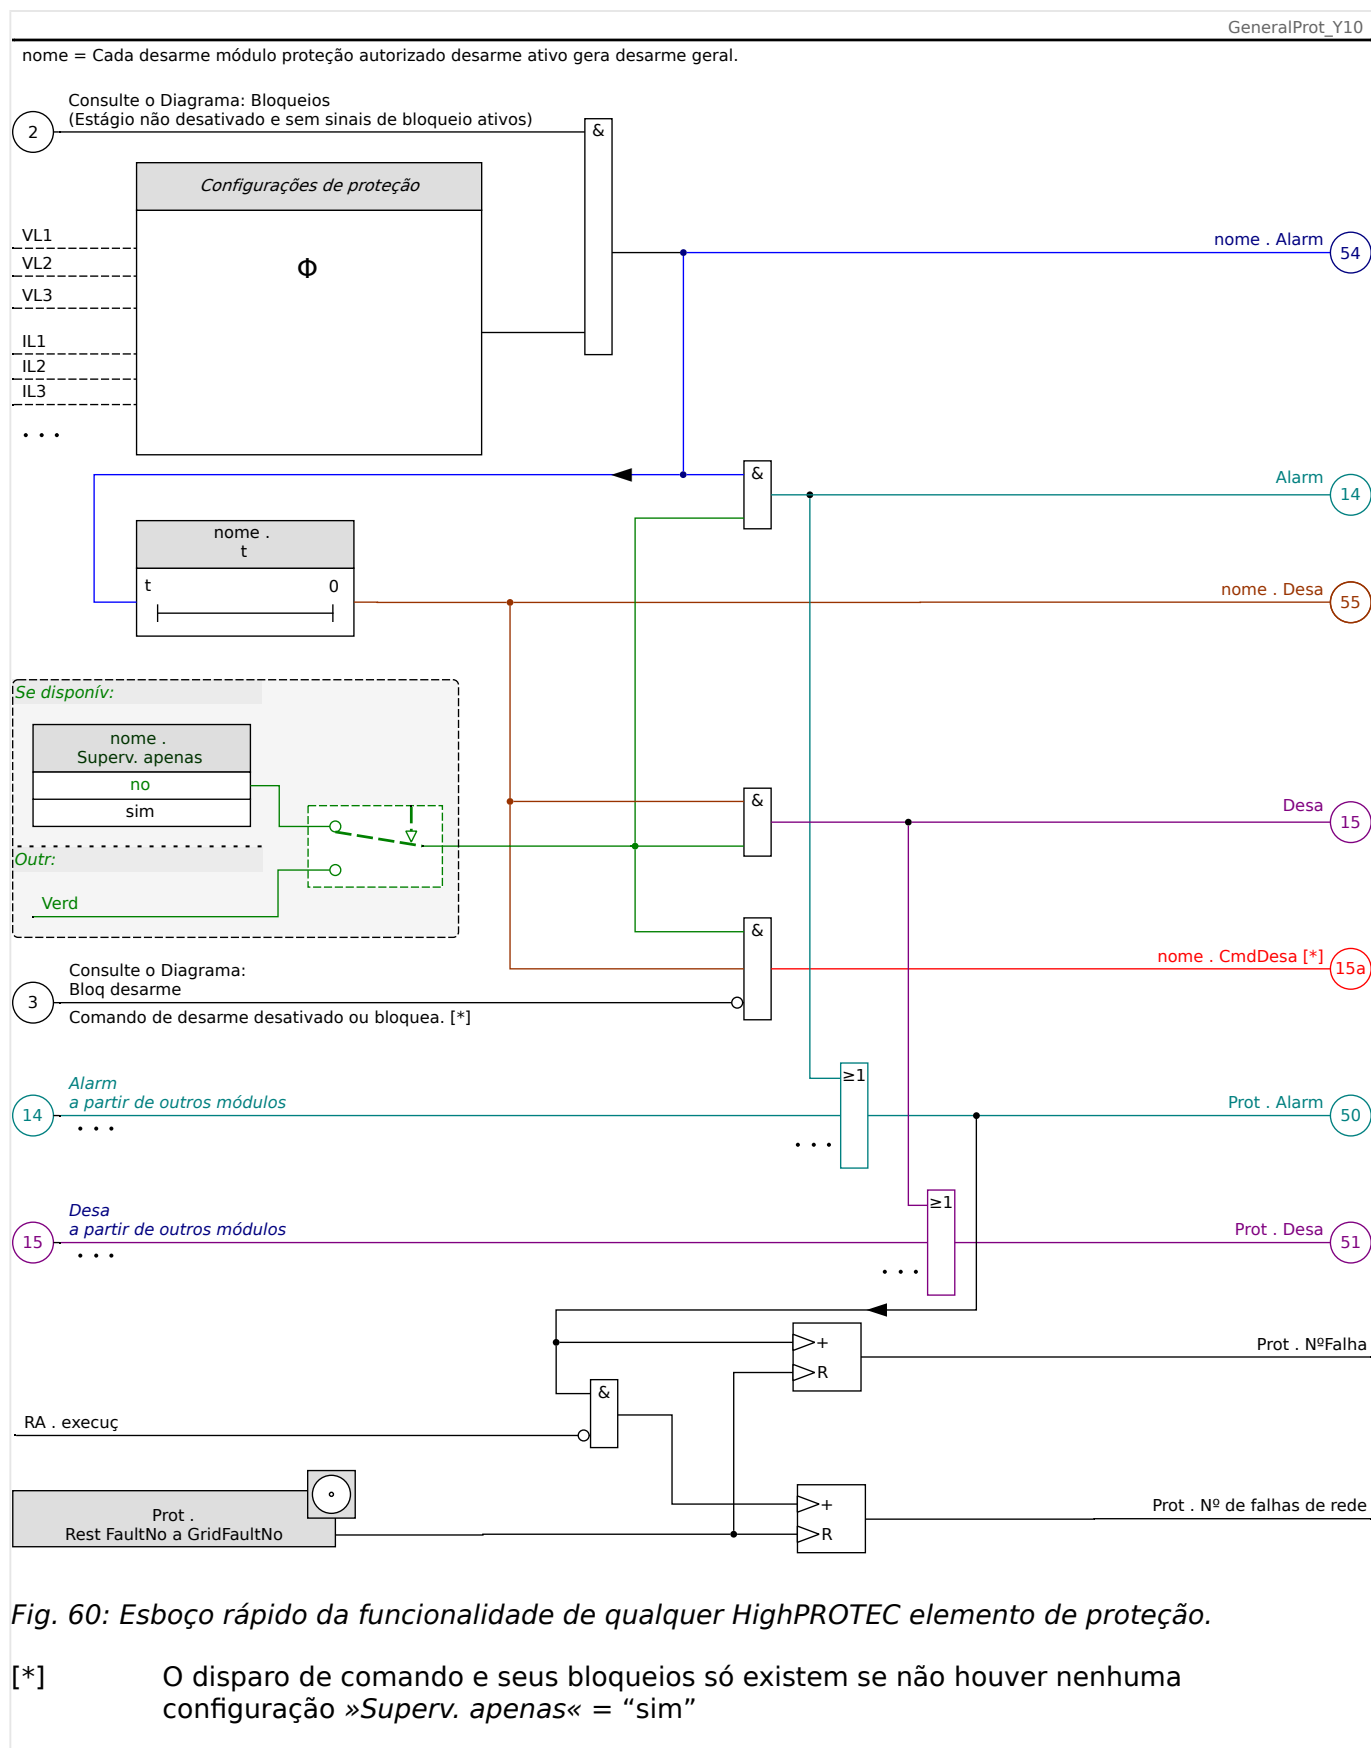 GeneralProt_Y10
nome = Cada desarme módulo proteção autorizado desarme ativo gera desarme geral.
Consulte o Diagrama: Bloqueios
(Estágio não desativado e sem sinais de bloqueio ativos)
2
&
Configurações de proteção
VL1
VL2
VL3
Φ
nome . Alarm
54
IL1
IL2
IL3
. . .
&
Alarm
14
nome .
t
t 0
nome . Desa
55
Se disponív:
nome .
Superv. apenas
no
sim
&
Desa
15
Outr:
Verd
&
nome . CmdDesa [*]
15a
Consulte o Diagrama:
Bloq desarme
3
Comando de desarme desativado ou bloquea. [*]
Alarm
a partir de outros módulos
14
. . .
≥1
. . .
Prot . Alarm
50
Desa
a partir de outros módulos
15
. . .
≥1
. . .
Prot . Desa
51
+
R
Prot . NºFalha
&
RA . execuç
Prot .
Rest FaultNo a GridFaultNo
+
R
Prot . Nº de falhas de rede
Fig. 60: Esboço rápido da funcionalidade de qualquer HighPROTEC elemento de proteção.
[*] O disparo de comando e seus bloqueios só existem se não houver nenhuma
configuração »Superv. apenas« = “sim”